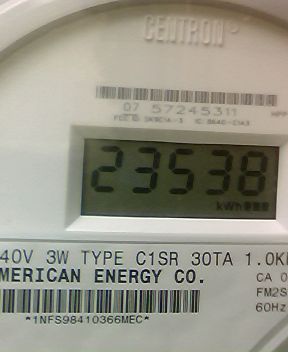 CENTRON®
07 57245311
23538
kWh
40V 3W TYPE C1SR 30TA 1.0K
MERICAN ENERGY CO.
CA 0
FM2S
60Hz
*1NFS98410366MEC*